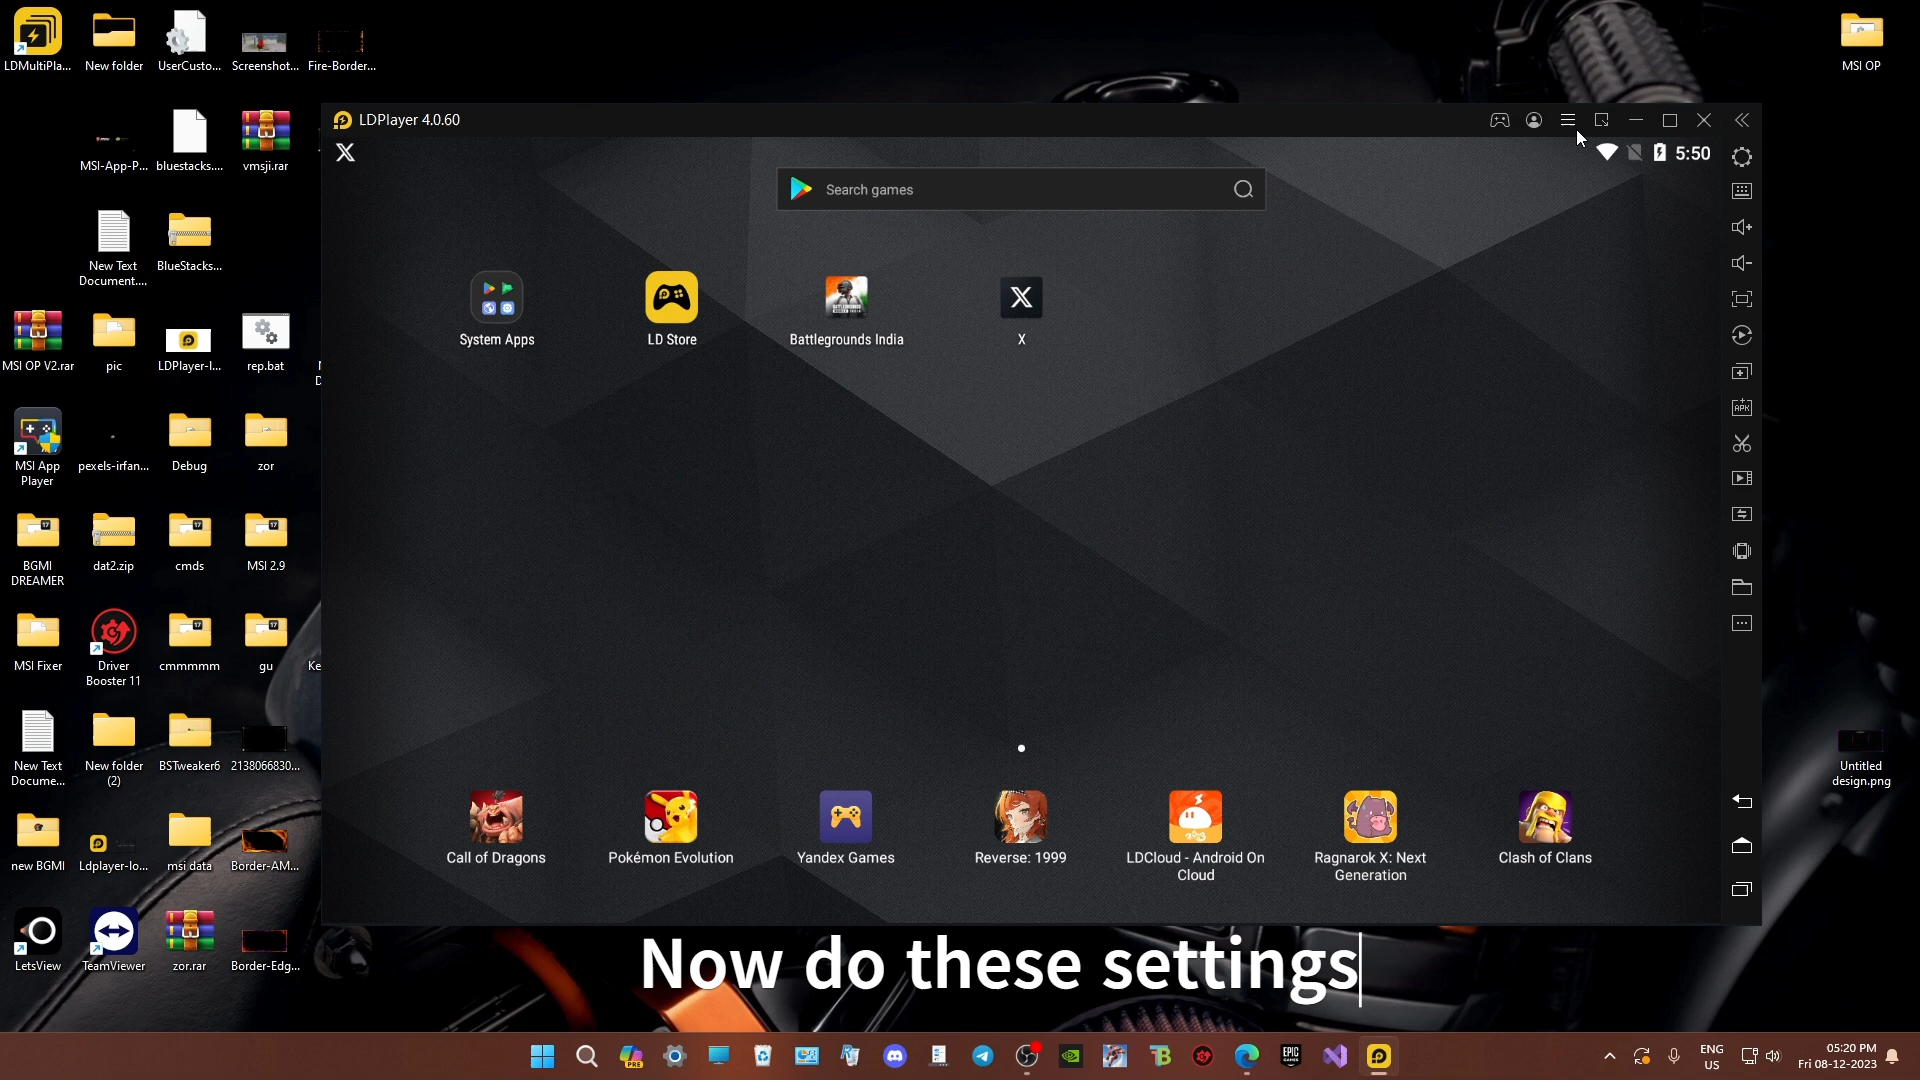 LDMultiPla...
New folder
UserCusto...
Screenshot...
Fire-Border...
MSI OP
MSI-App-P...
bluestacks....
vmsji.rar
New Text
Document....
BlueStacks...
MSI OP V2.rar
pic
LDPlayer-l...
rep.bat
MSI App
Player
pexels-irfan...
Debug
zor
BGMI
DREAMER
dat2.zip
cmds
MSI 2.9
MSI Fixer
Driver
Booster 11
cmmmmm
gu
Ke
New Text
Docume...
New folder
(2)
BSTweaker6
2138066830...
Untitled
design.png
new BGMI
Ldplayer-lo...
msi data
Border-AM...
LetsView
TeamViewer
zor.rar
Border-Edg...
LDPlayer 4.0.60
5:50
Search games
System Apps
LD Store
Battlegrounds India
X
APK
Call of Dragons
Pokémon Evolution
Yandex Games
Reverse: 1999
LDCloud - Android On
Cloud
Ragnarok X: Next
Generation
Clash of Clans
Now do these settings
PRE
EPIC
GAMES
ENG
US
05:20 PM
Fri 08-12-2023